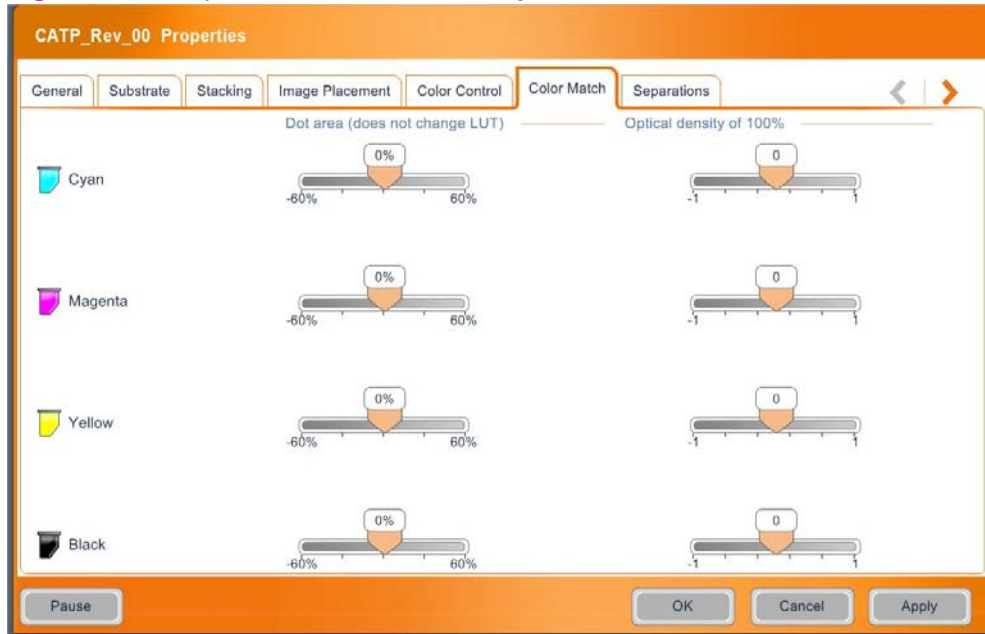 CATP_Rev_00 Properties
General Substrate Stacking Image Placement Color Control Color Match Separations
Dot area (does not change LUT) Optical density of 100%
0% 0
Cyan
-60% 60% -1 1
0% 0
Magenta
-60% 60% -1 1
0% 0
Yellow
-60% 60% -1 1
0% 0
Black
-60% 60% -1 1
Pause OK Cancel Apply